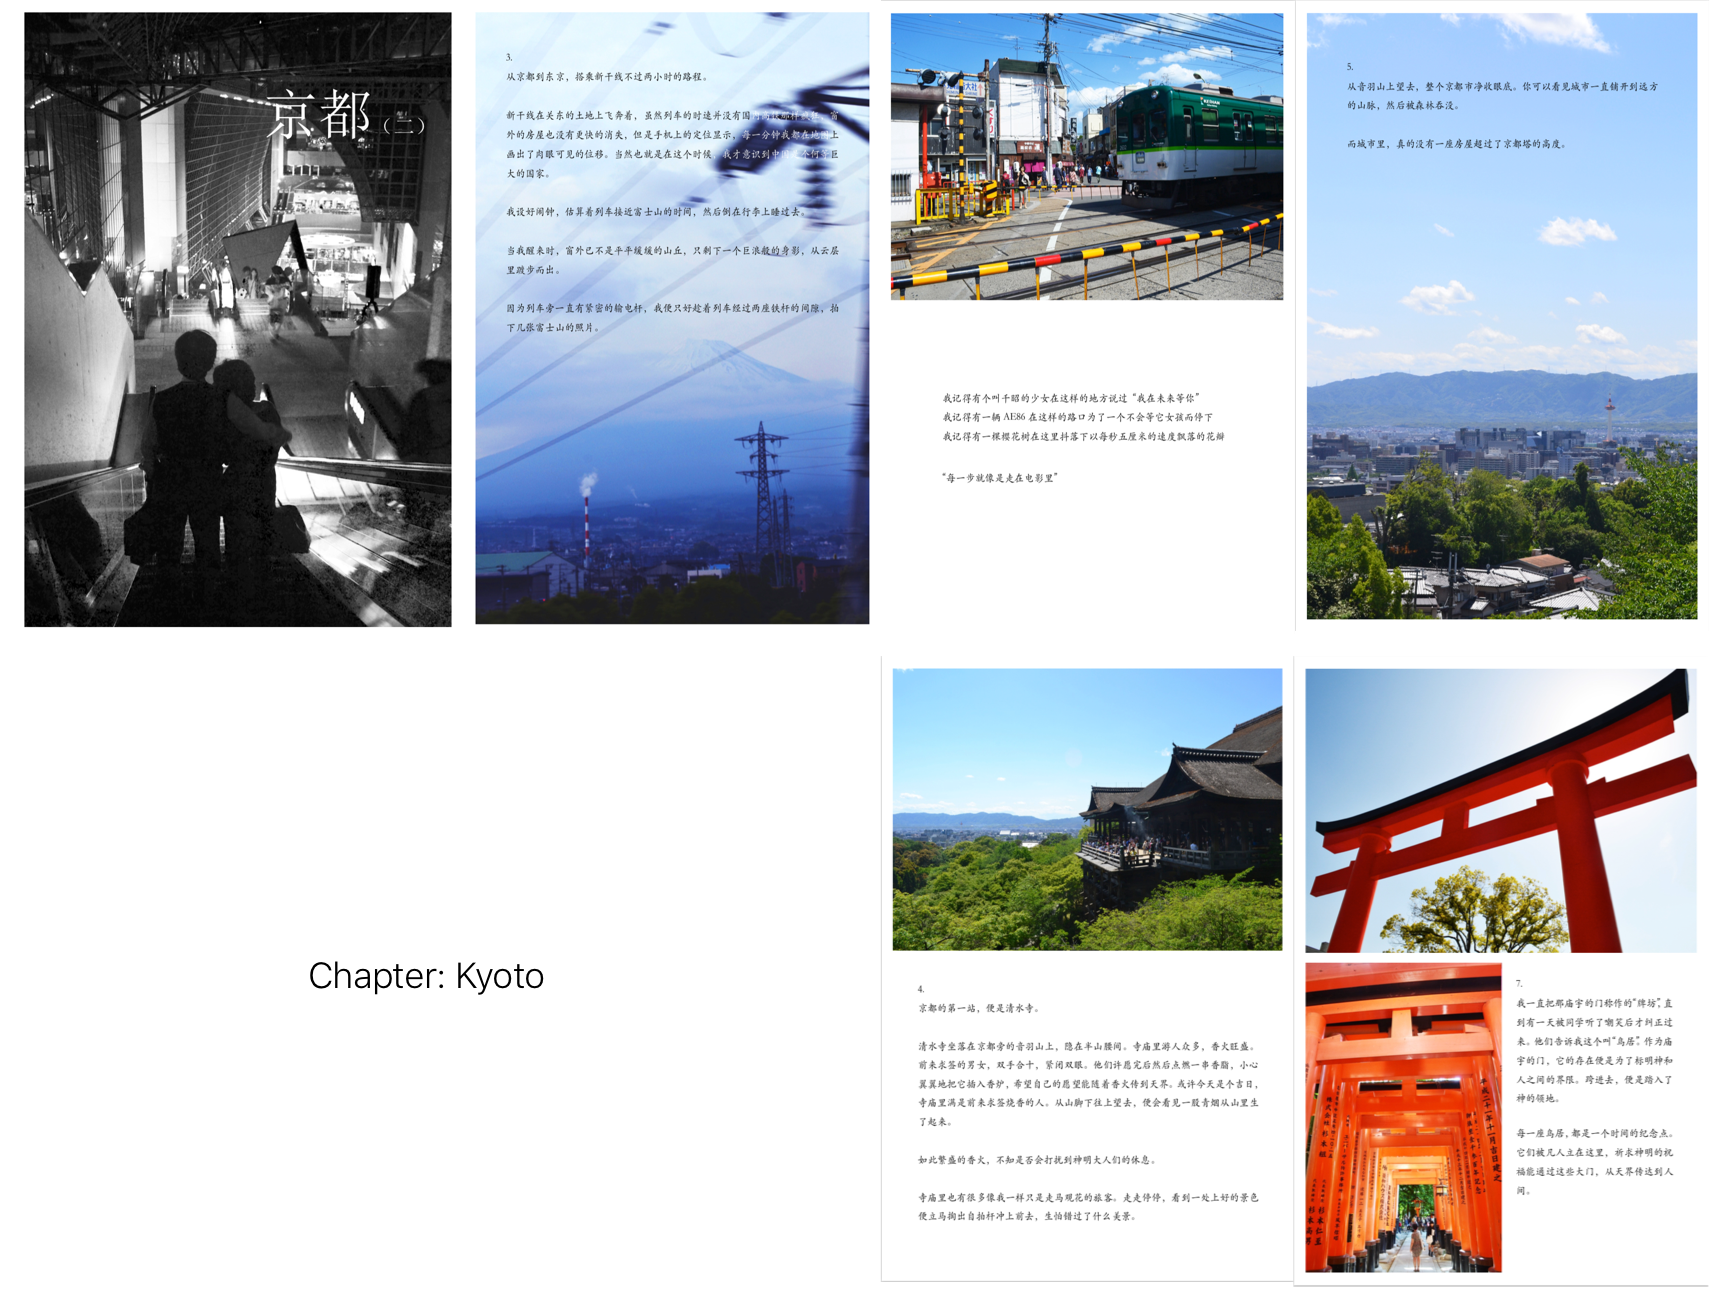 京都（二）
3.
从京都到东京，搭乘新干线不过两小时的路程。
新干线在关东的土地上飞奔着，虽然列车的时速并没有国
外的房屋也没有更快的消失，但是手机上的定位显示，每一分钟我都在地图上
画出了肉眼可见的位移。当然也就是在这个时候，我才意识到中国是个何等巨
大的国家。
我设好闹钟，估算着列车接近富士山的时间，然后倒在行李上睡过去。
当我醒来时，窗外已不是平平缓缓的山丘，只剩下一个巨浪般的身影，从云层
里踱步而出。
因为列车旁一直有紧密的输电杆，我便只好趁着列车经过两座铁杆的间隙，拍
下几张富士山的照片。
我记得有个叫千昭的少女在这样的地方说过“我在未来等你”
我记得有一辆 AE86 在这样的路口为了一个不会等它女孩而停下
我记得有一棵樱花树在这里抖落下以每秒五厘米的速度飘落的花瓣
“每一步就像是走在电影里”
5.
从音羽山上望去，整个京都市净收眼底。你可以看见城市一直铺开到远方
的山脉，然后被森林吞没。
而城市里，真的没有一座房屋超过了京都塔的高度。
Chapter: Kyoto
4.
京都的第一站，便是清水寺。
清水寺坐落在京都旁的音羽山上，隐在半山腰间。寺庙里游人众多，香火旺盛。
前来求签的男女，双手合十，紧闭双眼。他们许愿完后然后点燃一串香脂，小心
翼翼地把它插入香炉，希望自己的愿望能随着香火传到天界。或许今天是个吉日，
寺庙里满是前来求签烧香的人。从山脚下往上望去，便会看见一股青烟从山里生
了起来。
如此繁盛的香火，不知是否会打扰到神明大人们的休息。
寺庙里也有很多像我一样只是走马观花的旅客。走走停停，看到一处上好的景色
便立马掏出自拍杆冲上前去，生怕错过了什么美景。
7.
我一直把那庙宇的门称作的“牌坊”，直
到有一天被同学听了嘲笑后才纠正过
来。他们告诉我这个叫“鸟居”。作为庙
宇的门，它的存在便是为了标明神和
人之间的界限。跨进去，便是踏入了
神的领地。
每一座鸟居，都是一个时间的纪念点。
它们被凡人立在这里，祈求神明的祝
福能通过这些大门，从天界传达到人
间。
平成二十一年十一月吉日建之